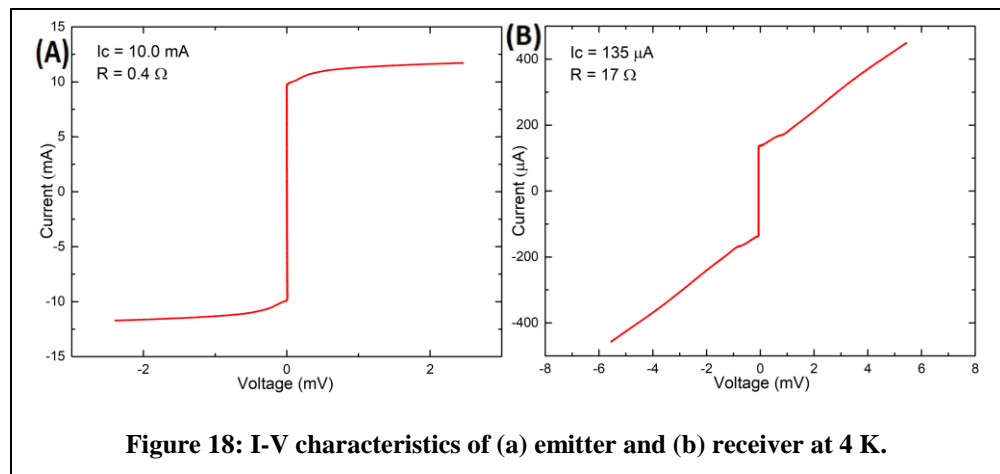 (A)
Ic = 10.0 mA
R = 0.4 Ω
Current (mA)
15
10
5
0
-5
-10
-15
-2
0
2
Voltage (mV)
(B)
Ic = 135 μA
R = 17 Ω
Current (μA)
400
200
0
-200
-400
-8
-6
-4
-2
0
2
4
6
8
Voltage (mV)
Figure 18: I-V characteristics of (a) emitter and (b) receiver at 4 K.